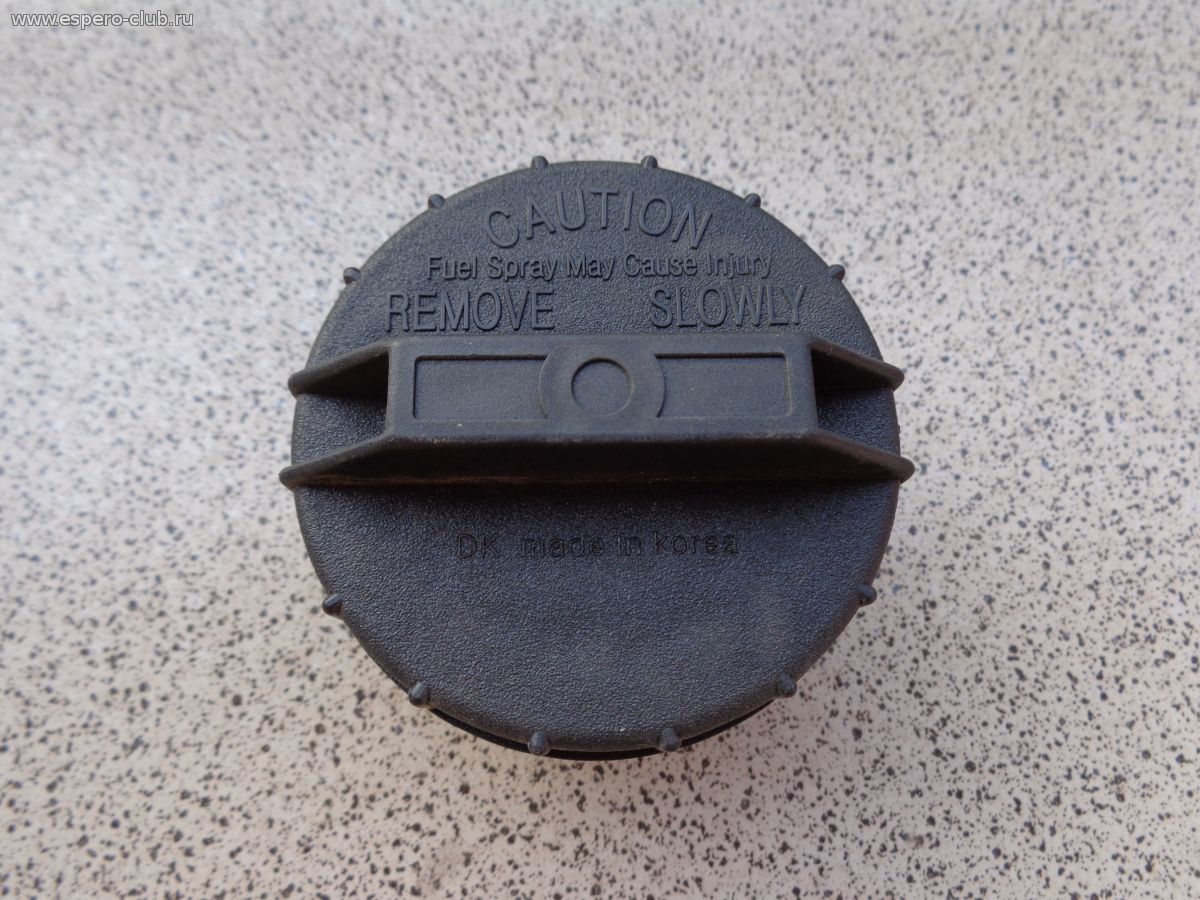 www.espero-club.ru
CAUTION
Fuel Spray May Cause Injury
REMOVE SLOWLY
DK made in korea